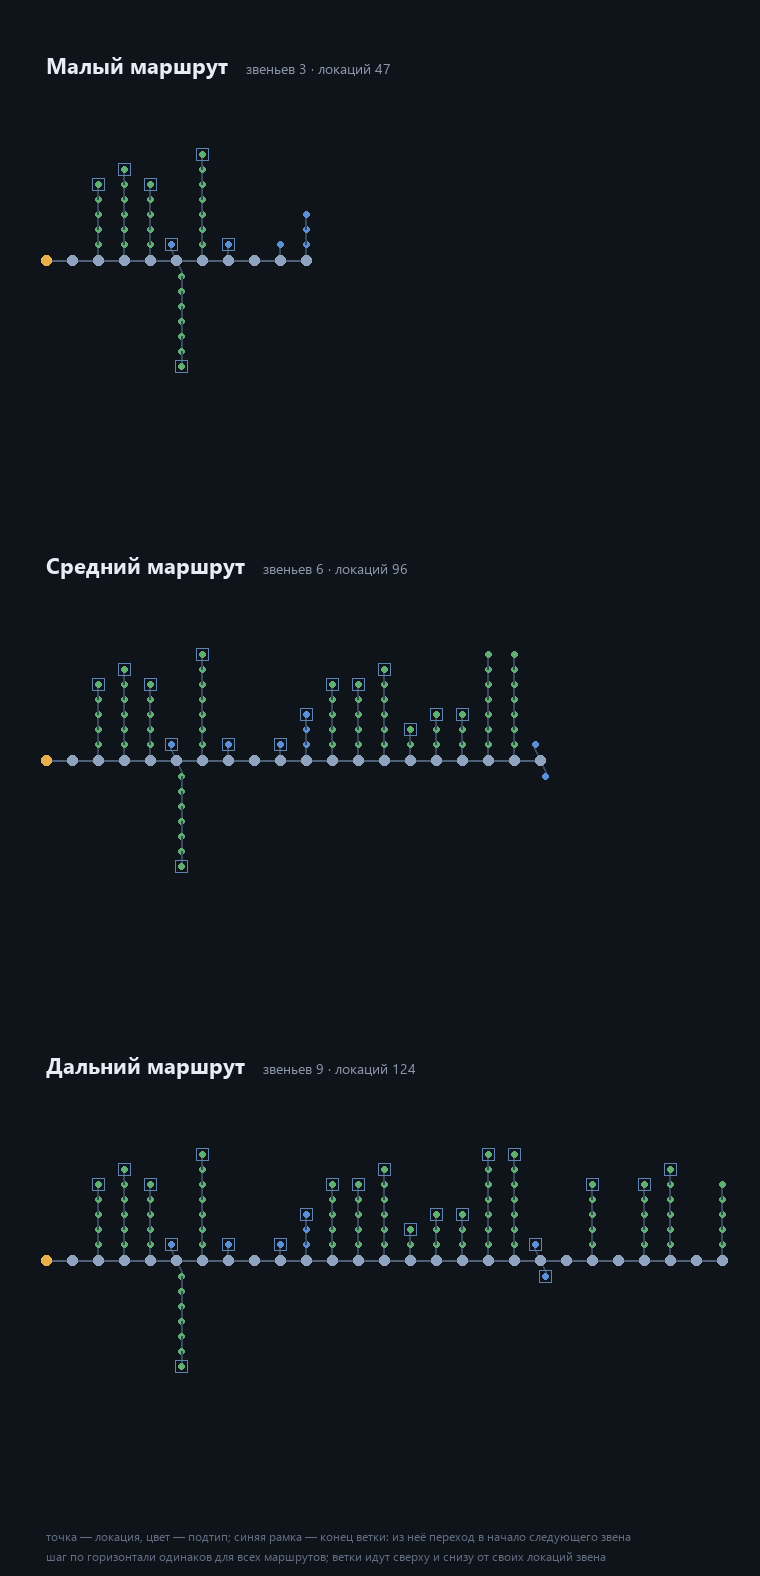 Малый маршрут звеньев 3 · локаций 47
Средний маршрут звеньев 6 · локаций 96
Дальний маршрут звеньев 9 · локаций 124
точка — локация, цвет — подтип; синяя рамка — конец ветки: из неё переход в начало следующего звена
шаг по горизонтали одинаков для всех маршрутов; ветки идут сверху и снизу от своих локаций звена